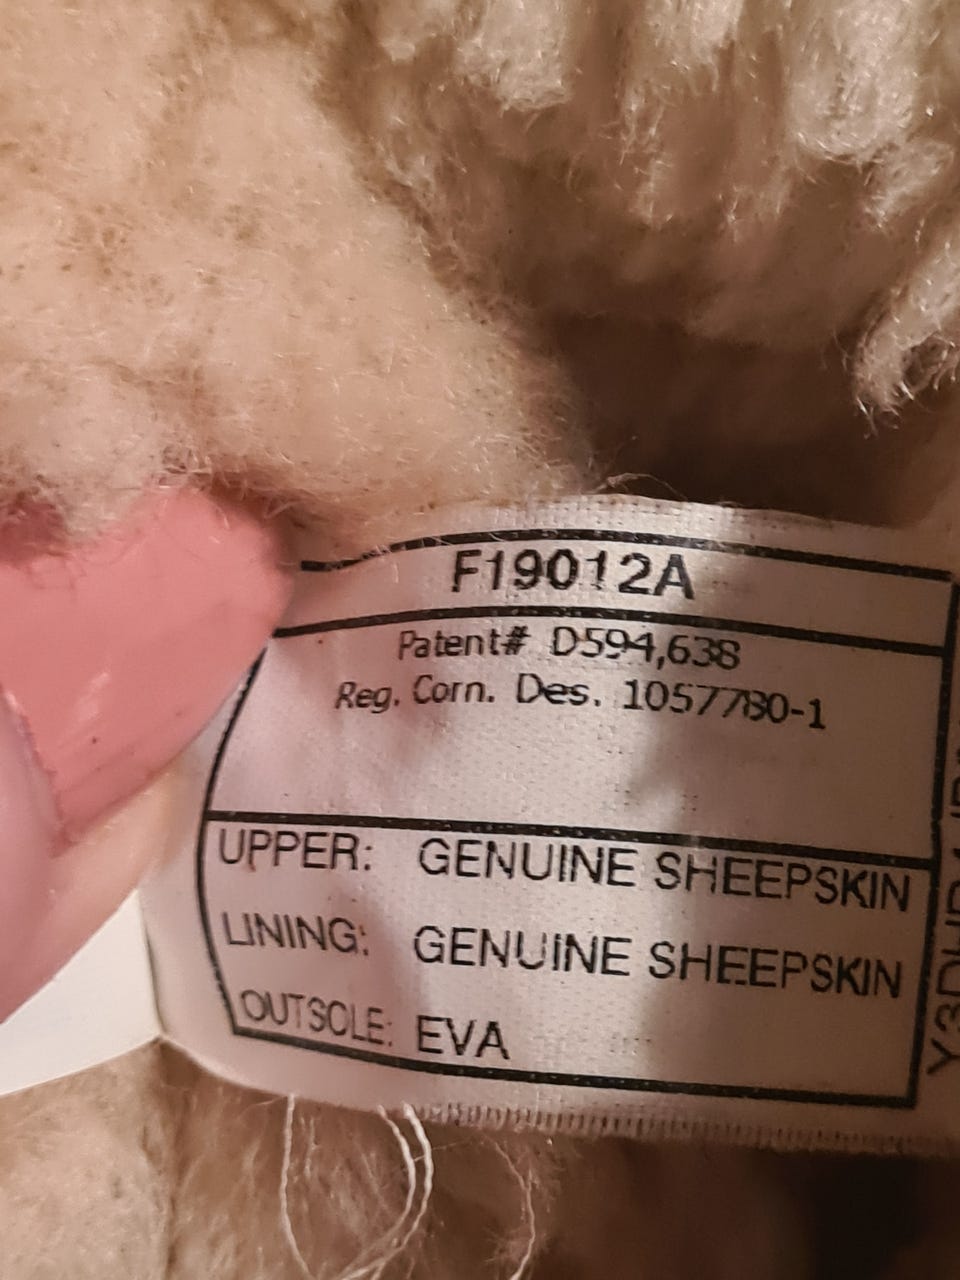 F19012A
Patent# D594,638
Reg. Corn. Des. 1057780-1
UPPER: GENUINE SHEEPSKIN
LINING: GENUINE SHEEPSKIN
OUTSOLE: EVA